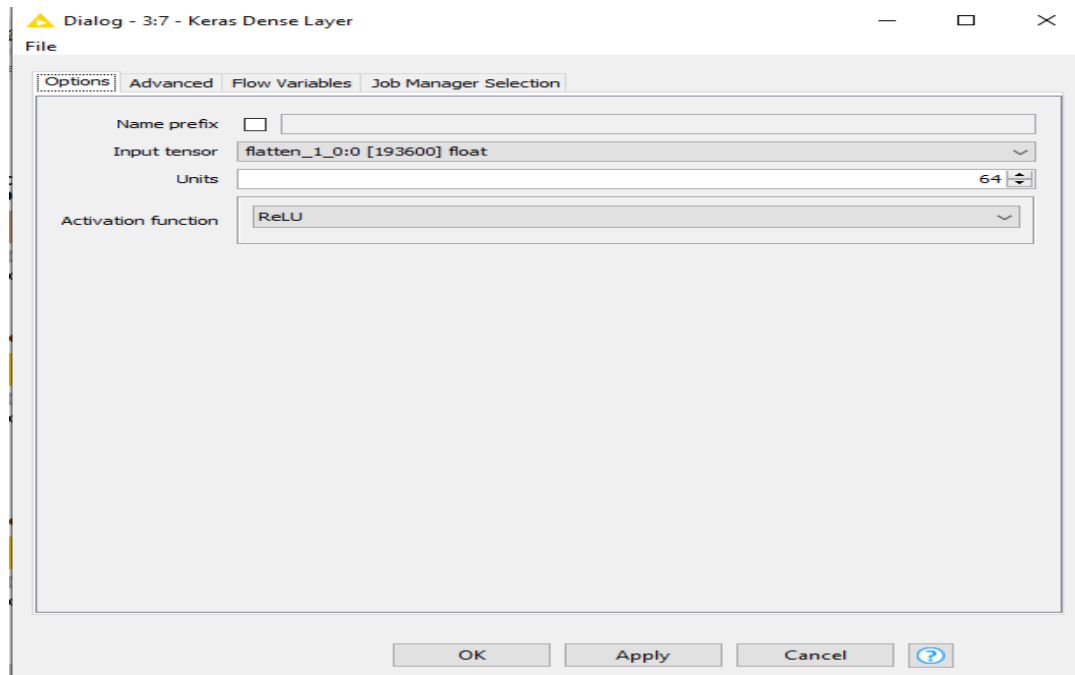 Dialog - 3:7 - Keras Dense Layer
File
Options Advanced Flow Variables Job Manager Selection
Name prefix
Input tensor flatten_1_0:0 [193600] float
Units 64
Activation function ReLU
OK Apply Cancel ?